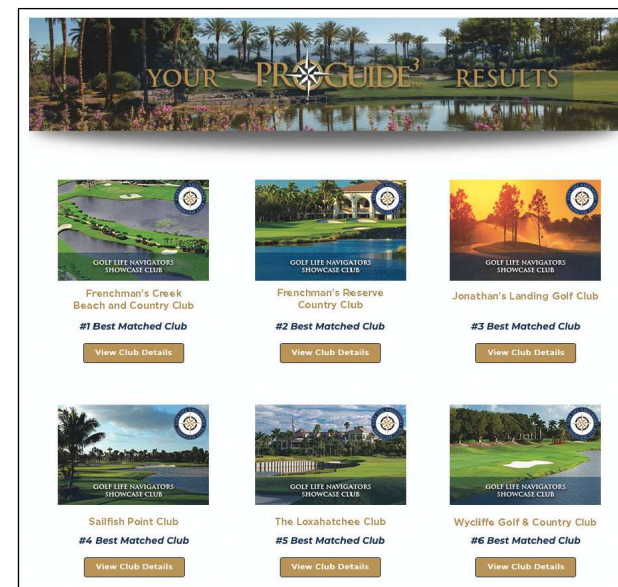 YOUR PROGUIDE³ RESULTS
GOLF LIFE NAVIGATORS
SHOWCASE CLUB
Frenchman's Creek
Beach and Country Club
#1 Best Matched Club
View Club Details
GOLF LIFE NAVIGATORS
SHOWCASE CLUB
Frenchman's Reserve
Country Club
#2 Best Matched Club
View Club Details
GOLF LIFE NAVIGATORS
SHOWCASE CLUB
Jonathan's Landing Golf Club
#3 Best Matched Club
View Club Details
GOLF LIFE NAVIGATORS
SHOWCASE CLUB
Sailfish Point Club
#4 Best Matched Club
View Club Details
GOLF LIFE NAVIGATORS
SHOWCASE CLUB
The Loxahatchee Club
#5 Best Matched Club
View Club Details
GOLF LIFE NAVIGATORS
SHOWCASE CLUB
Wycliffe Golf & Country Club
#6 Best Matched Club
View Club Details